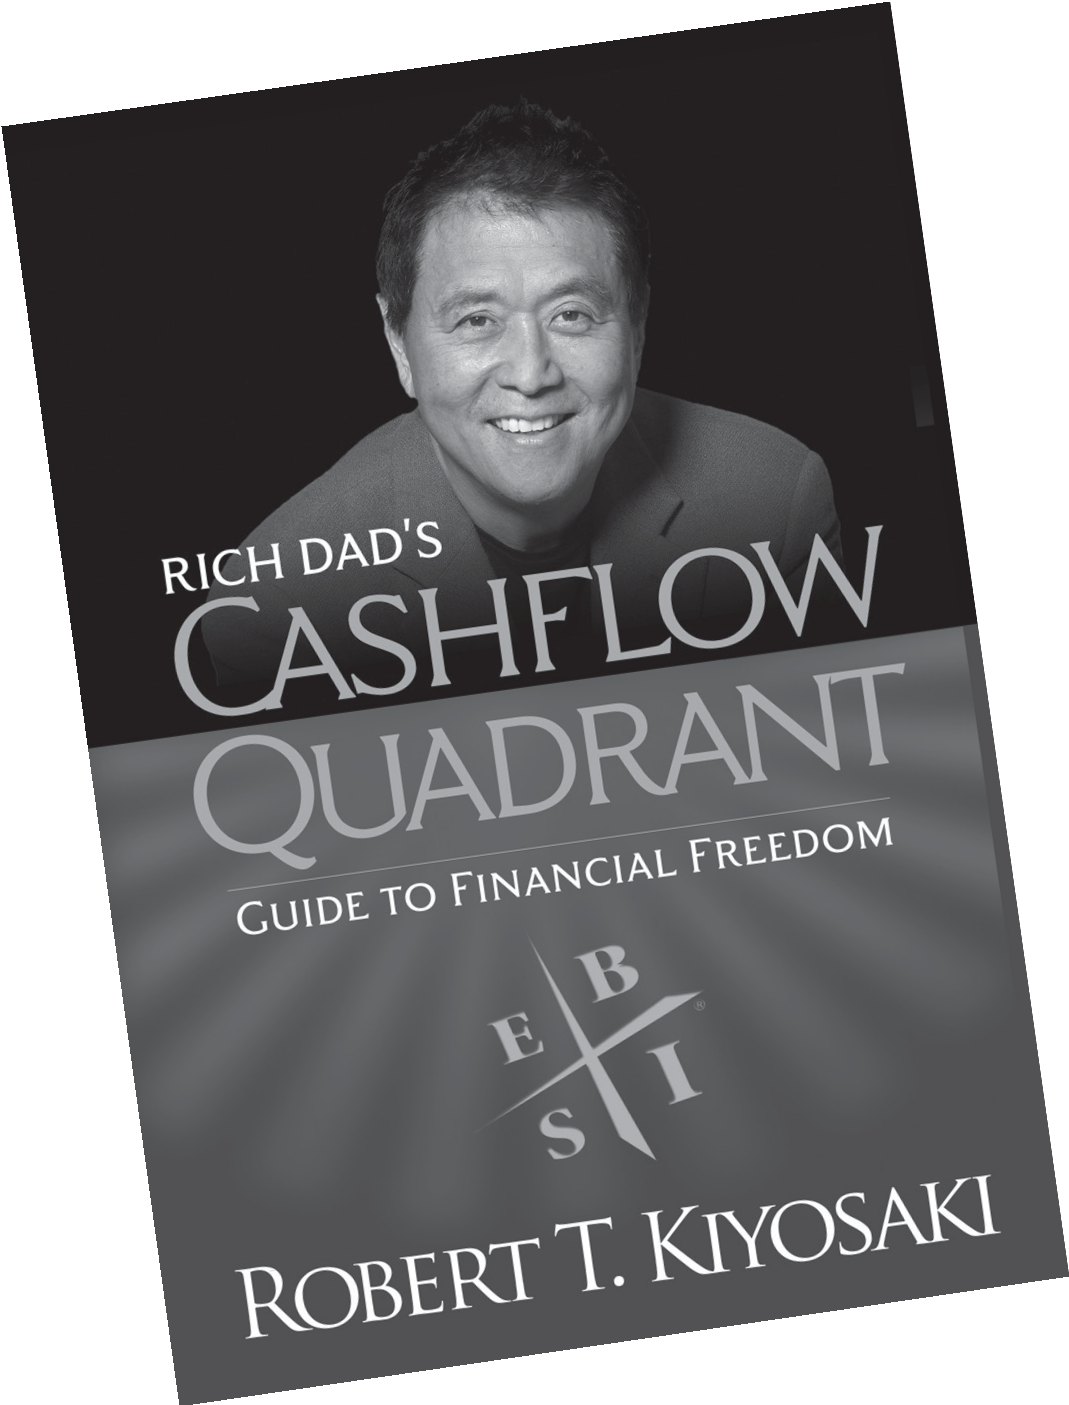 RICH DAD'S
CASHFLOW
QUADRANT
GUIDE TO FINANCIAL FREEDOM
E B
®
S I
ROBERT T. KIYOSAKI